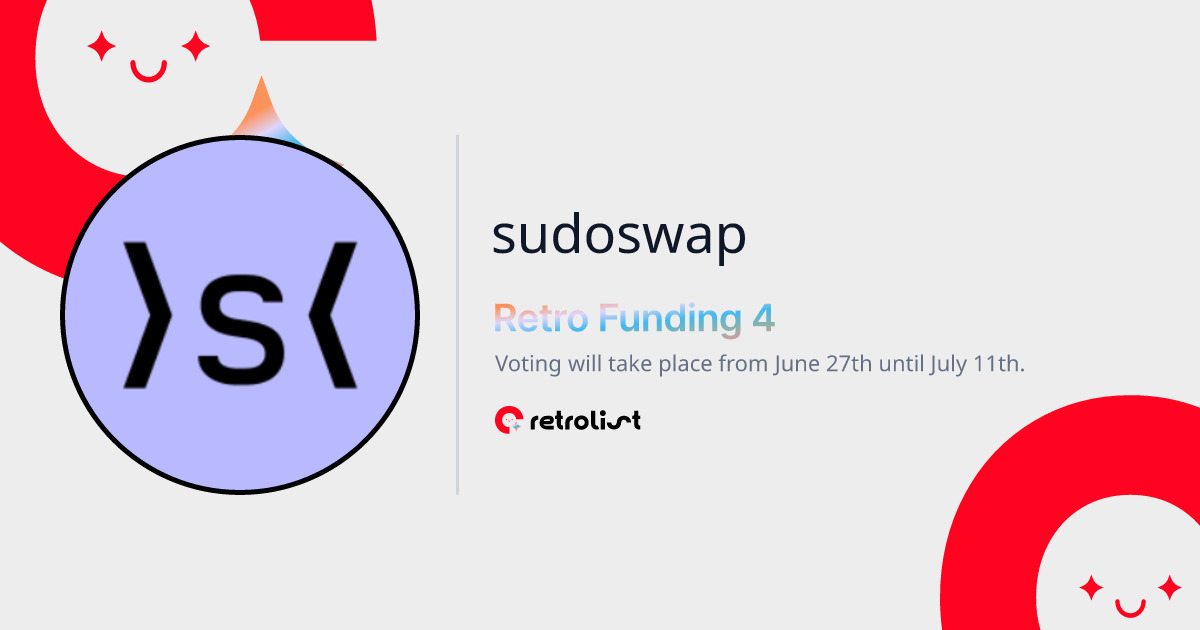 ⟩s⟨
sudoswap
Retro Funding 4
Voting will take place from June 27th until July 11th.
retrolist